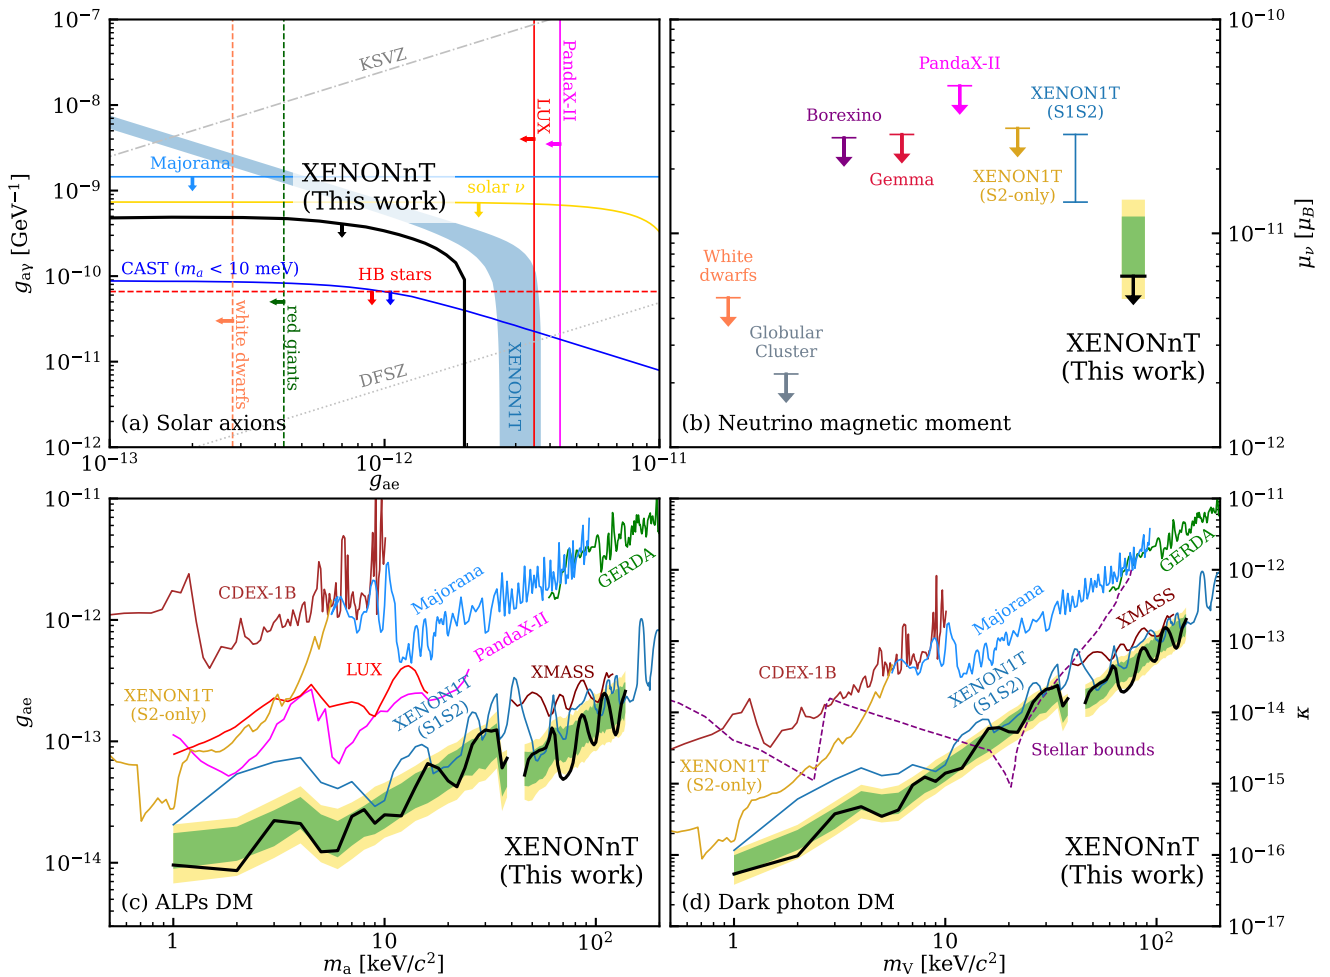 10⁻⁷
10⁻⁸
10⁻⁹
10⁻¹⁰
10⁻¹¹
10⁻¹²
g_aγ [GeV⁻¹]
KSVZ
Majorana
XENONnT
(This work)
solar ν
LUX
PandaX-II
CAST (m_a < 10 meV)
HB stars
white dwarfs
red giants
DFSZ
XENON1T
(a) Solar axions
10⁻¹³
10⁻¹²
10⁻¹¹
g_ae
PandaX-II
Borexino
XENON1T
(S1S2)
Gemma
XENON1T
(S2-only)
White
dwarfs
Globular
Cluster
XENONnT
(This work)
(b) Neutrino magnetic moment
10⁻¹⁰
10⁻¹¹
10⁻¹²
μ_ν [μ_B]
10⁻¹¹
10⁻¹²
10⁻¹³
10⁻¹⁴
g_ae
CDEX-1B
Majorana
GERDA
PandaX-II
LUX
XMASS
XENON1T
(S2-only)
XENON1T
(S1S2)
XENONnT
(This work)
(c) ALPs DM
1
10
10²
m_a [keV/c²]
GERDA
Majorana
XMASS
CDEX-1B
XENON1T
(S1S2)
Stellar bounds
XENON1T
(S2-only)
XENONnT
(This work)
(d) Dark photon DM
1
10
10²
m_V [keV/c²]
10⁻¹¹
10⁻¹²
10⁻¹³
10⁻¹⁴
10⁻¹⁵
10⁻¹⁶
10⁻¹⁷
κ